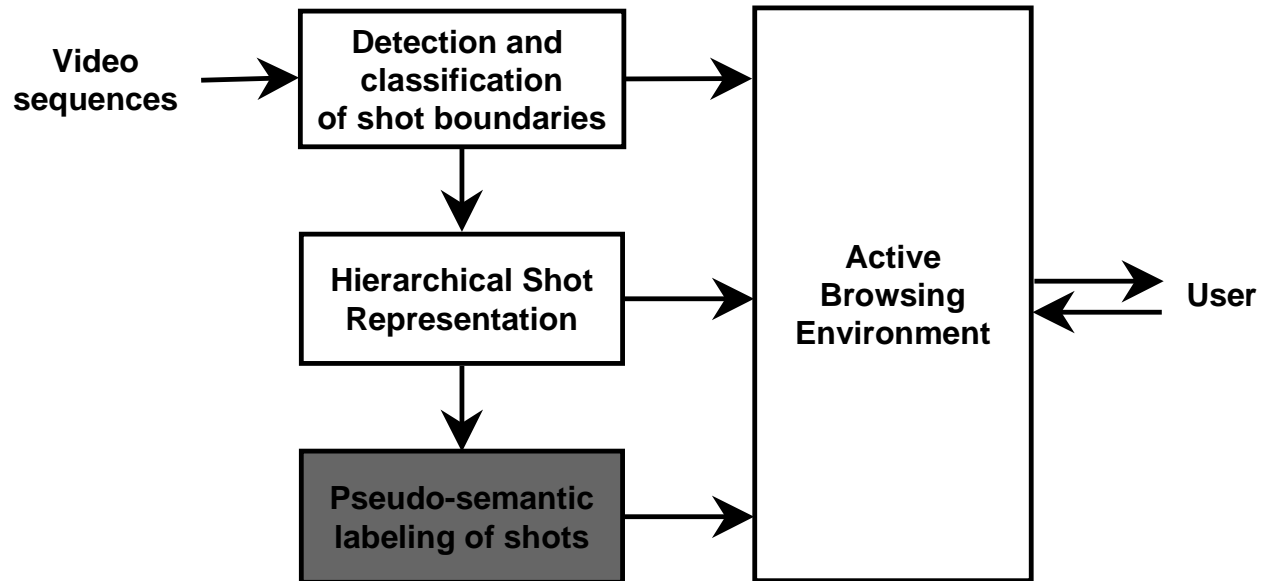 Video
sequences
Detection and
classification
of shot boundaries
Hierarchical Shot
Representation
Pseudo-semantic
labeling of shots
Active
Browsing
Environment
User